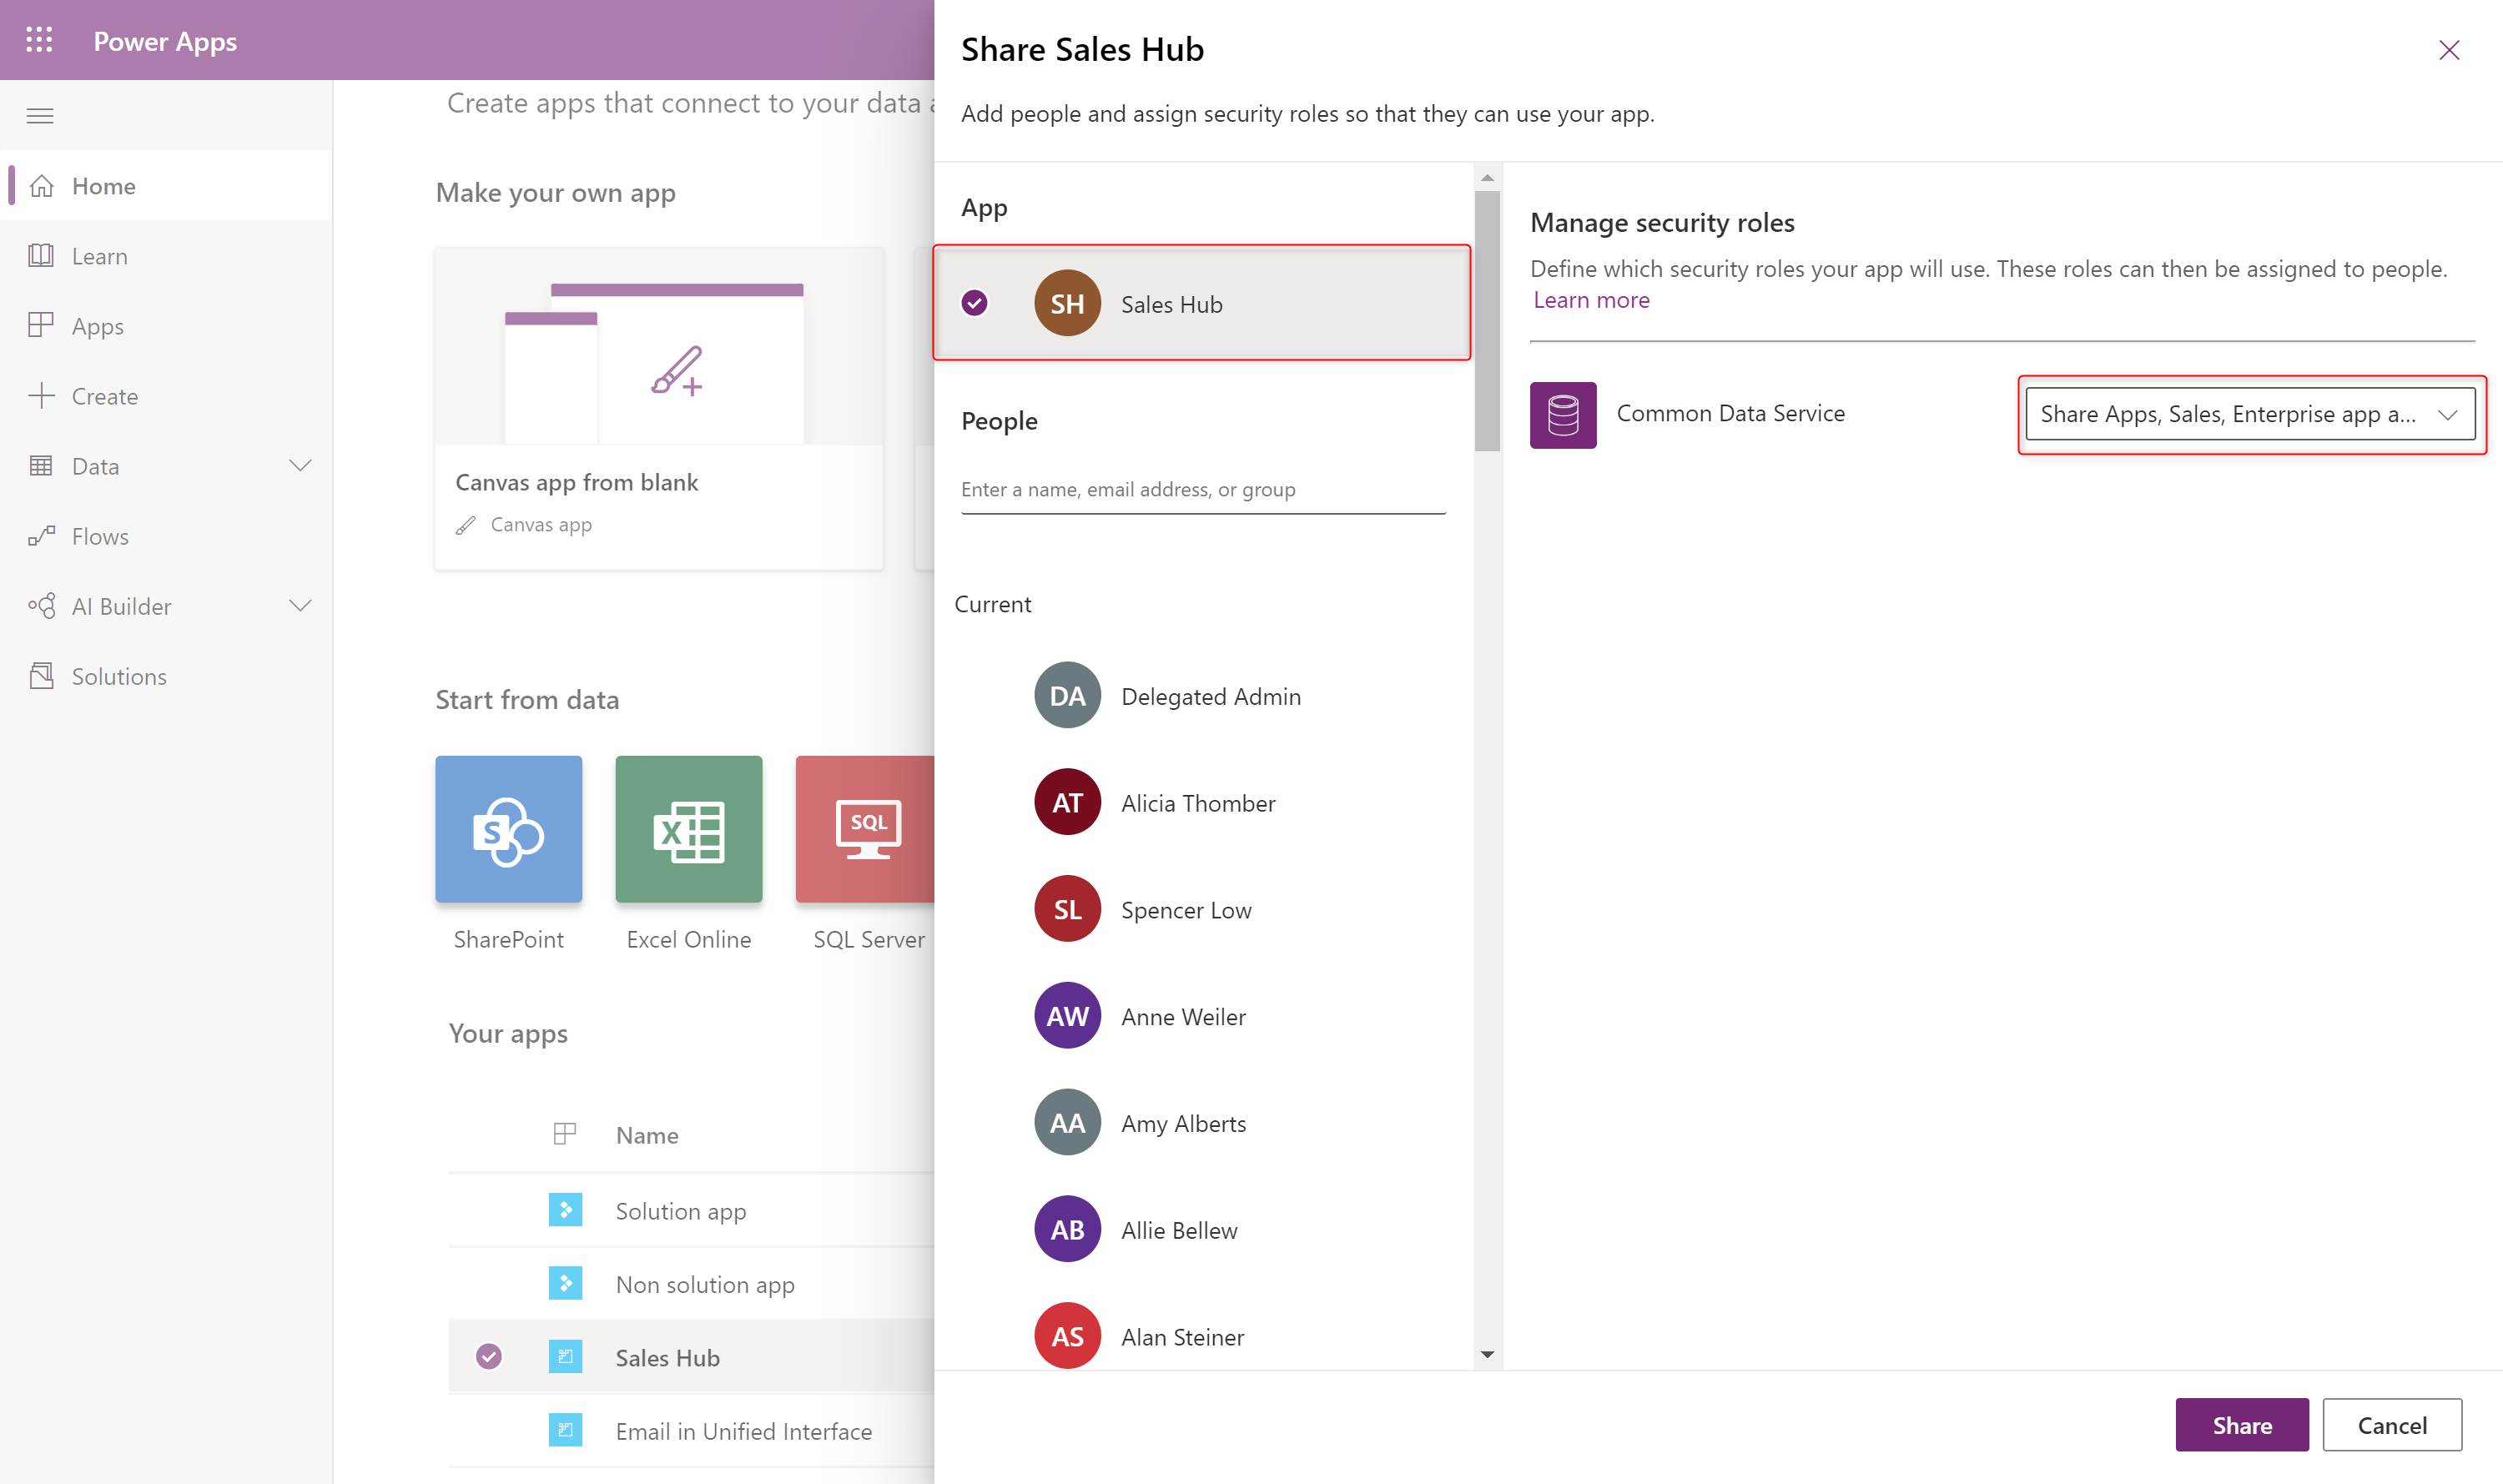 Power Apps
Home
Learn
Apps
Create
Data
Flows
AI Builder
Solutions
Create apps that connect to your data
Make your own app
Canvas app from blank
Canvas app
Start from data
S
X
SQL
SharePoint
Excel Online
SQL Server
Your apps
Name
Solution app
Non solution app
Sales Hub
Email in Unified Interface
Share Sales Hub
Add people and assign security roles so that they can use your app.
App
SH Sales Hub
People
Enter a name, email address, or group
Current
DA Delegated Admin
AT Alicia Thomber
SL Spencer Low
AW Anne Weiler
AA Amy Alberts
AB Allie Bellew
AS Alan Steiner
Manage security roles
Define which security roles your app will use. These roles can then be assigned to people.
Learn more
Common Data Service
Share Apps, Sales, Enterprise app a...
Share
Cancel